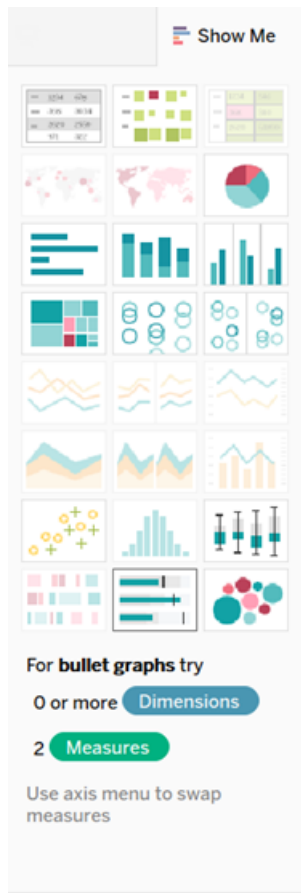 Show Me
For bullet graphs try
0 or more Dimensions
2 Measures
Use axis menu to swap
measures